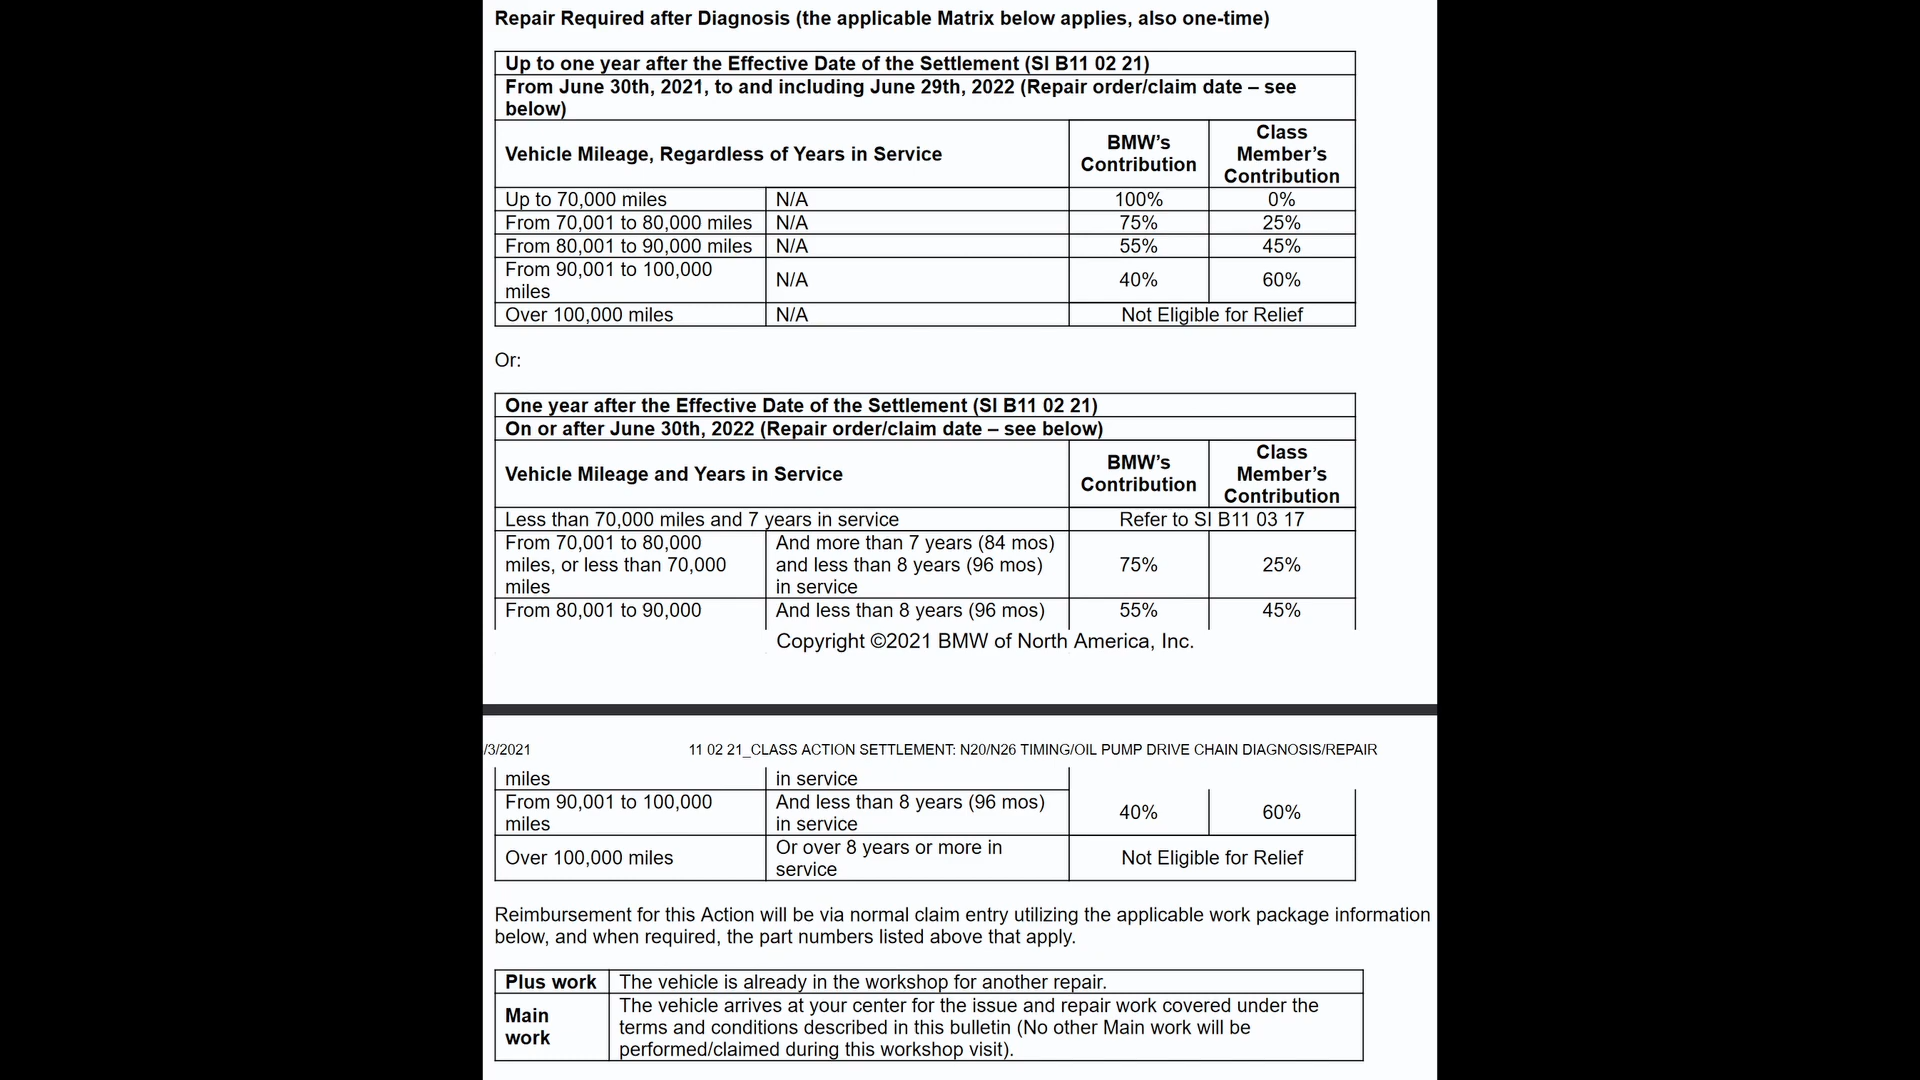 Repair Required after Diagnosis (the applicable Matrix below applies, also one-time)
Up to one year after the Effective Date of the Settlement (SI B11 02 21)
From June 30th, 2021, to and including June 29th, 2022 (Repair order/claim date – see
below)
Vehicle Mileage, Regardless of Years in Service
BMW's
Contribution
Class
Member's
Contribution
Up to 70,000 miles N/A 100% 0%
From 70,001 to 80,000 miles N/A 75% 25%
From 80,001 to 90,000 miles N/A 55% 45%
From 90,001 to 100,000
miles
N/A 40% 60%
Over 100,000 miles N/A Not Eligible for Relief
Or:
One year after the Effective Date of the Settlement (SI B11 02 21)
On or after June 30th, 2022 (Repair order/claim date – see below)
Vehicle Mileage and Years in Service
BMW's
Contribution
Class
Member's
Contribution
Less than 70,000 miles and 7 years in service Refer to SI B11 03 17
From 70,001 to 80,000
miles, or less than 70,000
miles
And more than 7 years (84 mos)
and less than 8 years (96 mos)
in service
75% 25%
From 80,001 to 90,000 And less than 8 years (96 mos) 55% 45%
Copyright ©2021 BMW of North America, Inc.
/3/2021 11 02 21_CLASS ACTION SETTLEMENT: N20/N26 TIMING/OIL PUMP DRIVE CHAIN DIAGNOSIS/REPAIR
miles in service
From 90,001 to 100,000
miles
And less than 8 years (96 mos)
in service
40% 60%
Over 100,000 miles
Or over 8 years or more in
service
Not Eligible for Relief
Reimbursement for this Action will be via normal claim entry utilizing the applicable work package information
below, and when required, the part numbers listed above that apply.
Plus work The vehicle is already in the workshop for another repair.
Main
work
The vehicle arrives at your center for the issue and repair work covered under the
terms and conditions described in this bulletin (No other Main work will be
performed/claimed during this workshop visit).